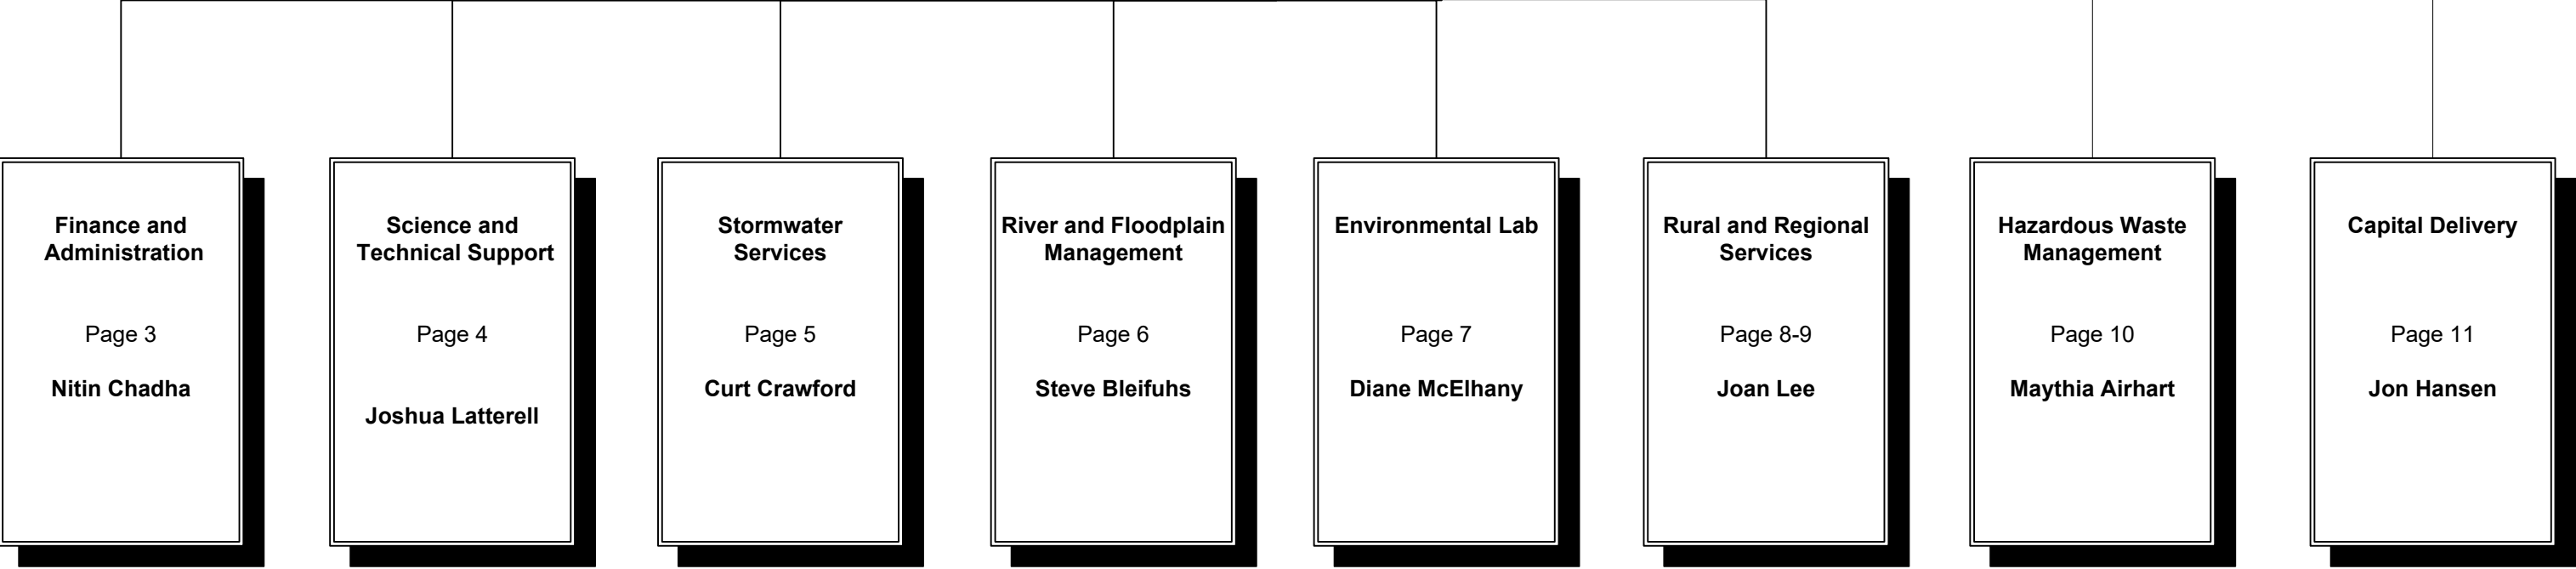 Finance and
Administration
Page 3
Nitin Chadha
Science and
Technical Support
Page 4
Joshua Latterell
Stormwater
Services
Page 5
Curt Crawford
River and Floodplain
Management
Page 6
Steve Bleifuhs
Environmental Lab
Page 7
Diane McElhany
Rural and Regional
Services
Page 8-9
Joan Lee
Hazardous Waste
Management
Page 10
Maythia Airhart
Capital Delivery
Page 11
Jon Hansen